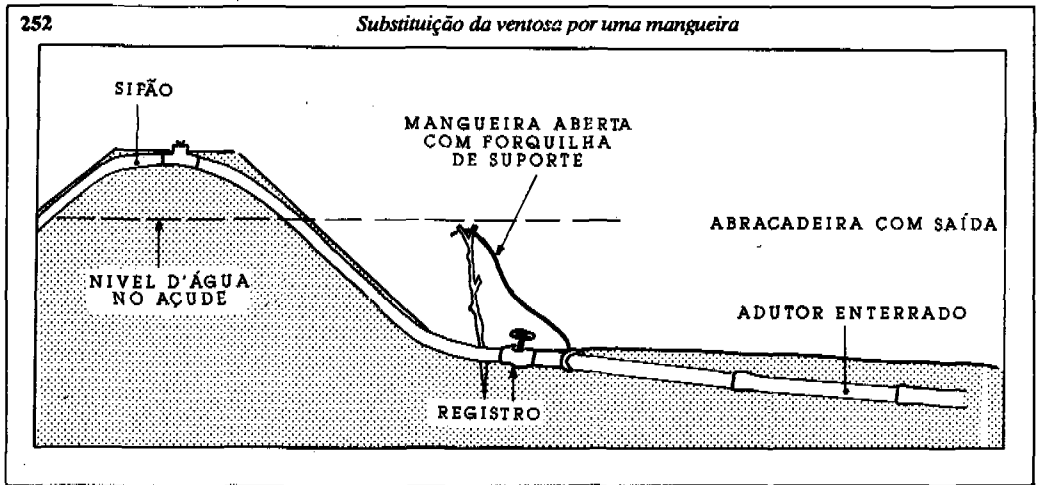 252
Substituição da ventosa por uma mangueira
SIFÃO
MANGUEIRA ABERTA
COM FORQUILHA
DE SUPORTE
ABRACADEIRA COM SAÍDA
NIVEL D'ÁGUA
NO AÇUDE
ADUTOR ENTERRADO
REGISTRO